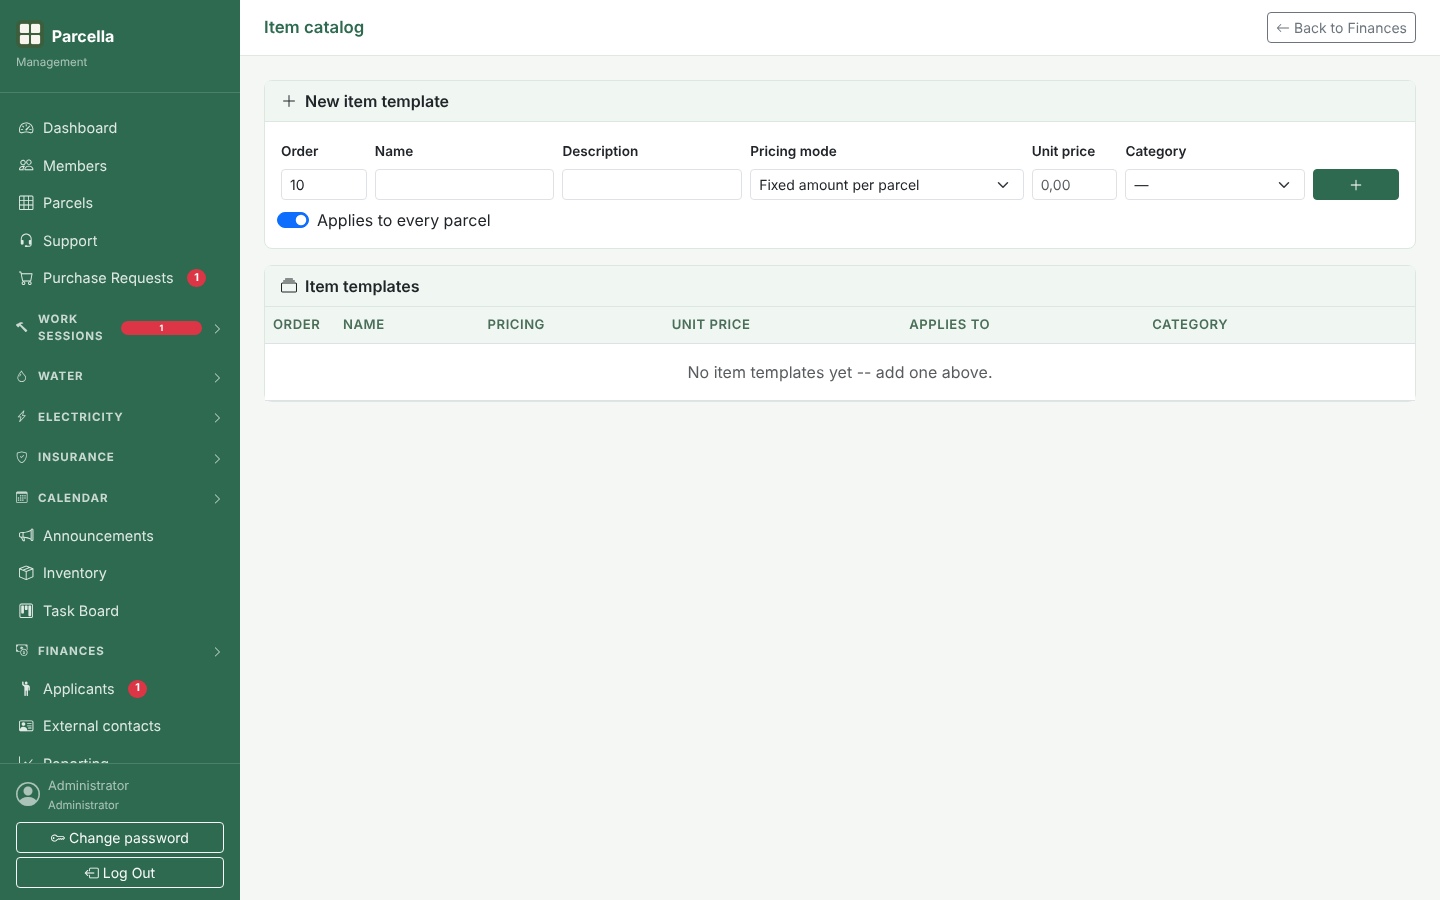 Parcella
Management
Dashboard
Members
Parcels
Support
Purchase Requests 1
WORK SESSIONS 1
WATER
ELECTRICITY
INSURANCE
CALENDAR
Announcements
Inventory
Task Board
FINANCES
Applicants 1
External contacts
Reporting
Administrator
Administrator
Change password
Log Out
Item catalog
← Back to Finances
+ New item template
Order Name Description Pricing mode Unit price Category
10 Fixed amount per parcel 0,00 — +
Applies to every parcel
Item templates
ORDER NAME PRICING UNIT PRICE APPLIES TO CATEGORY
No item templates yet -- add one above.